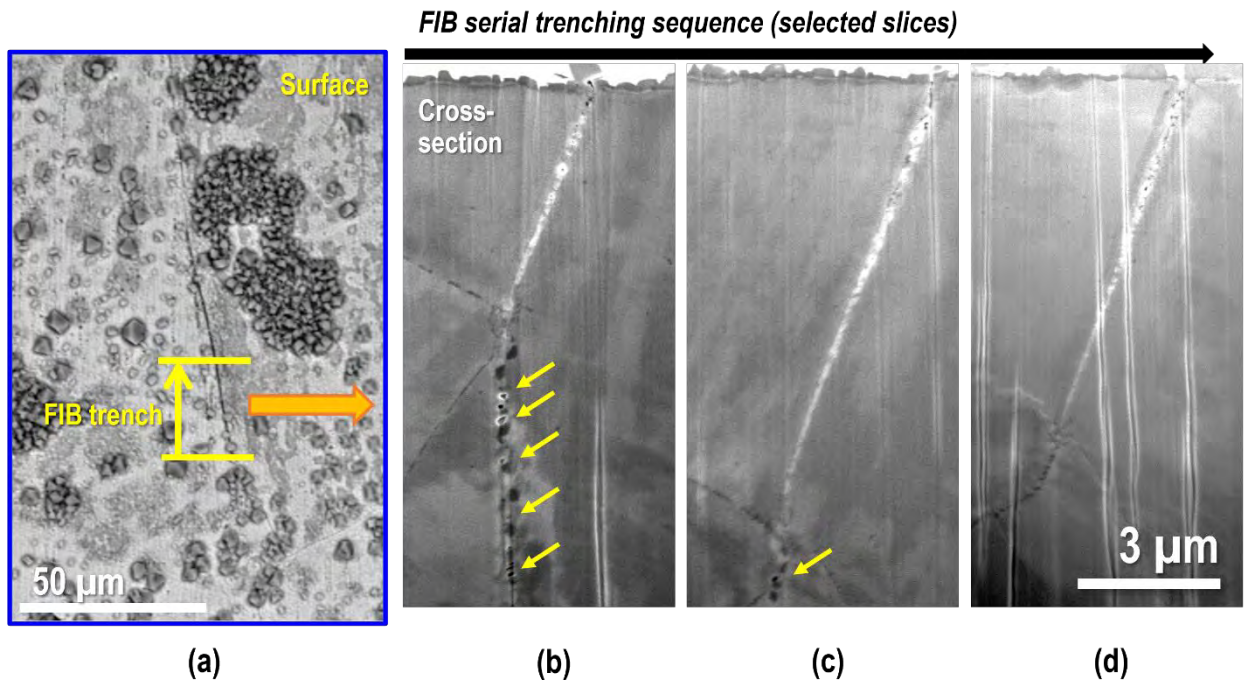 FIB serial trenching sequence (selected slices)
Surface
Cross-
section
FIB trench
50 µm
3 µm
(a)
(b)
(c)
(d)